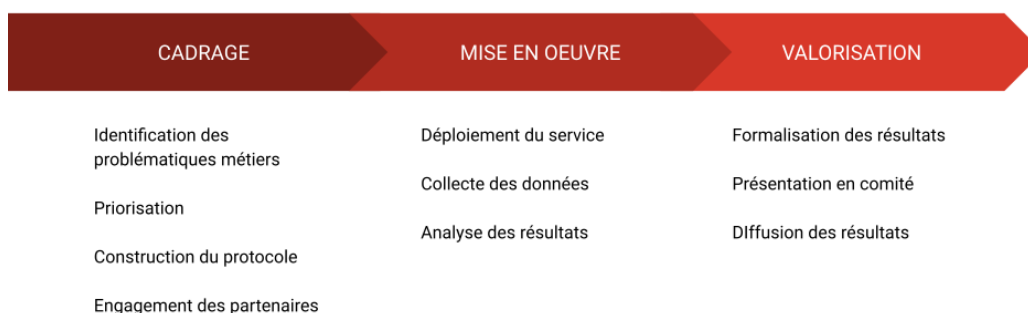 CADRAGE
MISE EN OEUVRE
VALORISATION
Identification des
problématiques métiers
Priorisation
Construction du protocole
Engagement des partenaires
Déploiement du service
Collecte des données
Analyse des résultats
Formalisation des résultats
Présentation en comité
DIffusion des résultats